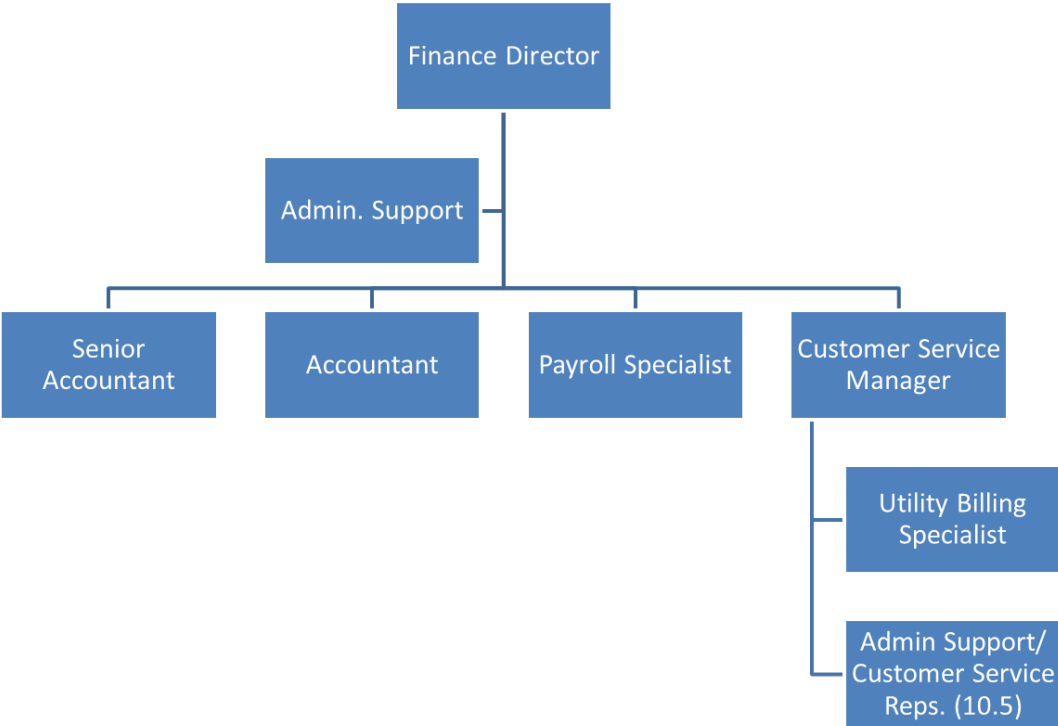 Finance Director
Admin. Support
Senior
Accountant
Accountant
Payroll Specialist
Customer Service
Manager
Utility Billing
Specialist
Admin Support/
Customer Service
Reps. (10.5)